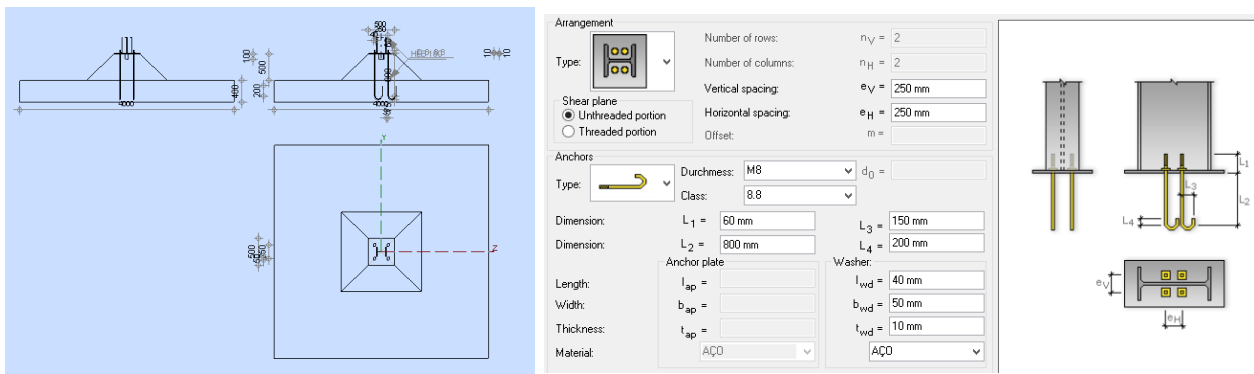 500
100
500
200
400
4000
10
10
Y
Z
500
Arrangement
Type:
Number of rows: nV = 2
Number of columns: nH = 2
Vertical spacing: eV = 250 mm
Horizontal spacing: eH = 250 mm
Offset: m =
Shear plane
Unthreaded portion
Threaded portion
Anchors
Type:
Durchmess: M8 d0 =
Class: 8.8
Dimension: L1 = 60 mm L3 = 150 mm
Dimension: L2 = 800 mm L4 = 200 mm
Anchor plate Washer:
Length: lap = lwd = 40 mm
Width: bap = bwd = 50 mm
Thickness: tap = twd = 10 mm
Material: AÇO AÇO
L1
L3
L2
L4
eV
eH